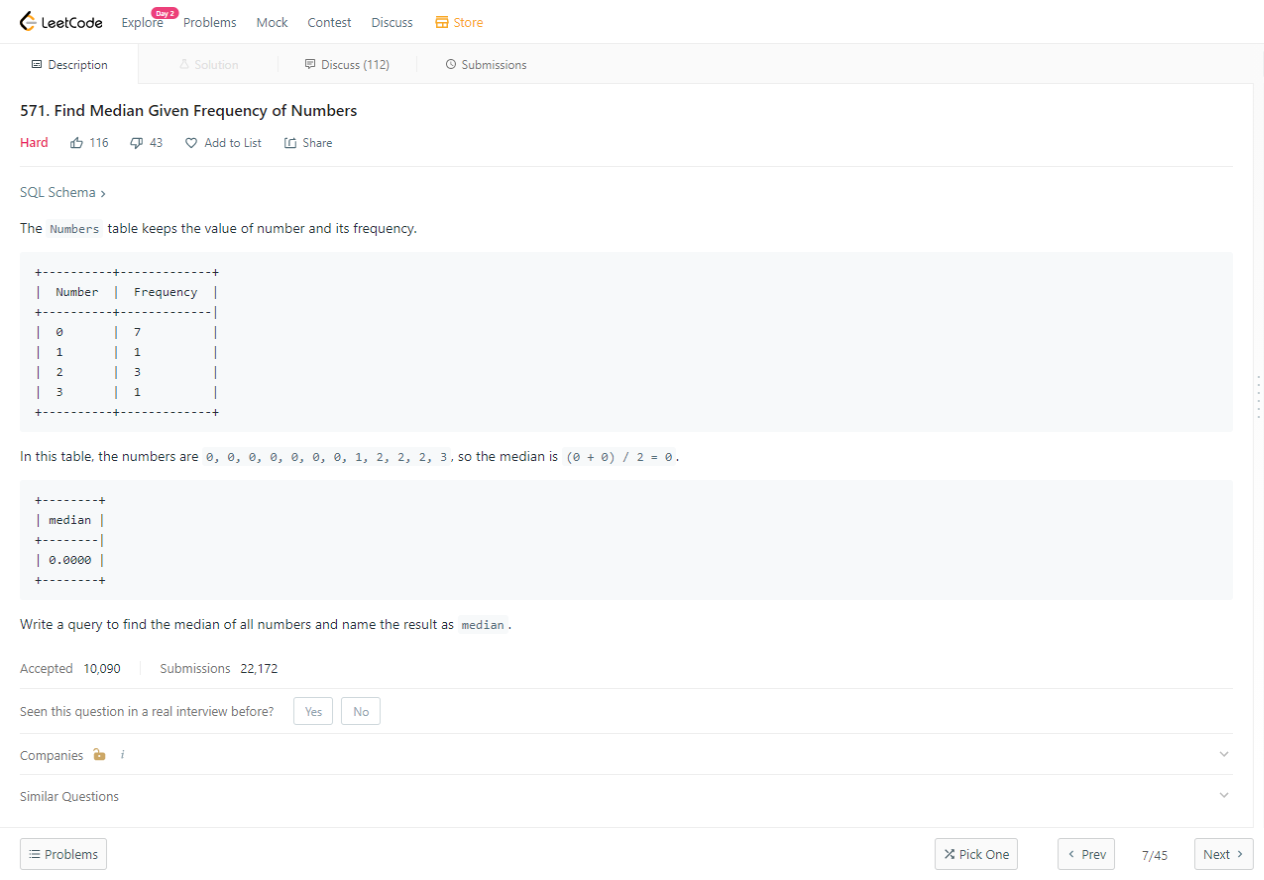 LeetCode Explore Day 2 Problems Mock Contest Discuss Store
Description Solution Discuss (112) Submissions
571. Find Median Given Frequency of Numbers
Hard 116 43 Add to List Share
SQL Schema >
The Numbers table keeps the value of number and its frequency.
+----------+-------------+
| Number | Frequency |
+----------+-------------|
| 0 | 7 |
| 1 | 1 |
| 2 | 3 |
| 3 | 1 |
+----------+-------------+
In this table, the numbers are 0, 0, 0, 0, 0, 0, 0, 1, 2, 2, 2, 3, so the median is (0 + 0) / 2 = 0.
+--------+
| median |
+--------|
| 0.0000 |
+--------+
Write a query to find the median of all numbers and name the result as median.
Accepted 10,090 Submissions 22,172
Seen this question in a real interview before? Yes No
Companies i
Similar Questions
Problems Pick One < Prev 7/45 Next >